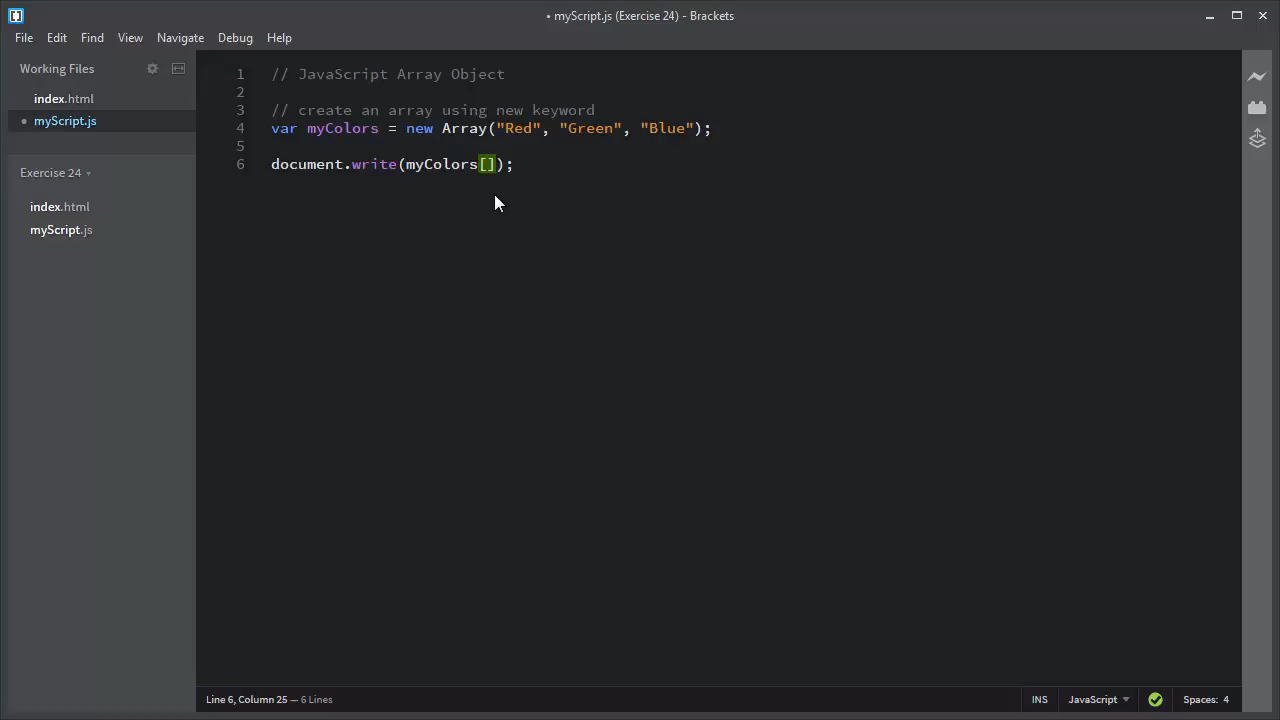 • myScript.js (Exercise 24) - Brackets
File Edit Find View Navigate Debug Help
Working Files
index.html
• myScript.js
Exercise 24
index.html
myScript.js
1 // JavaScript Array Object
2
3 // create an array using new keyword
4 var myColors = new Array("Red", "Green", "Blue");
5
6 document.write(myColors[]);
Line 6, Column 25 — 6 Lines
INS JavaScript Spaces: 4